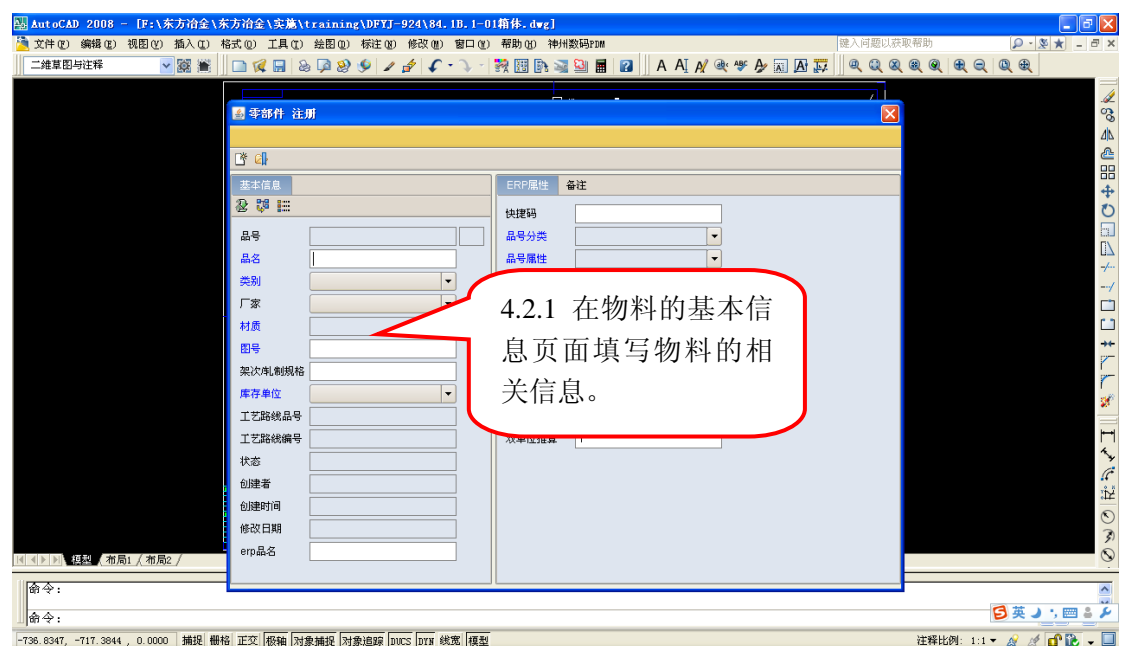 AutoCAD 2008 - [F:\东方冶金\东方冶金\实施\training\DFYJ-924\84.1B.1-01箱体.dwg]
文件(F) 编辑(E) 视图(V) 插入(I) 格式(O) 工具(T) 绘图(D) 标注(N) 修改(M) 窗口(W) 帮助(H) 神州数码PDM 键入问题以获取帮助
二维草图与注释
零部件 注册
基本信息
ERP属性 备注
快捷码
品号
品号分类
品名
品号属性
类别
厂家
材质
图号
架次/轧制规格
库存单位
工艺路线品号
工艺路线编号
双单位推算
状态
创建者
创建时间
修改日期
erp品名
4.2.1 在物料的基本信
息页面填写物料的相
关信息。
模型 布局1 布局2
命令:
命令:
英
-736.8347, -717.3844 , 0.0000 捕捉 栅格 正交 极轴 对象捕捉 对象追踪 DUCS DYN 线宽 模型 注释比例: 1:1